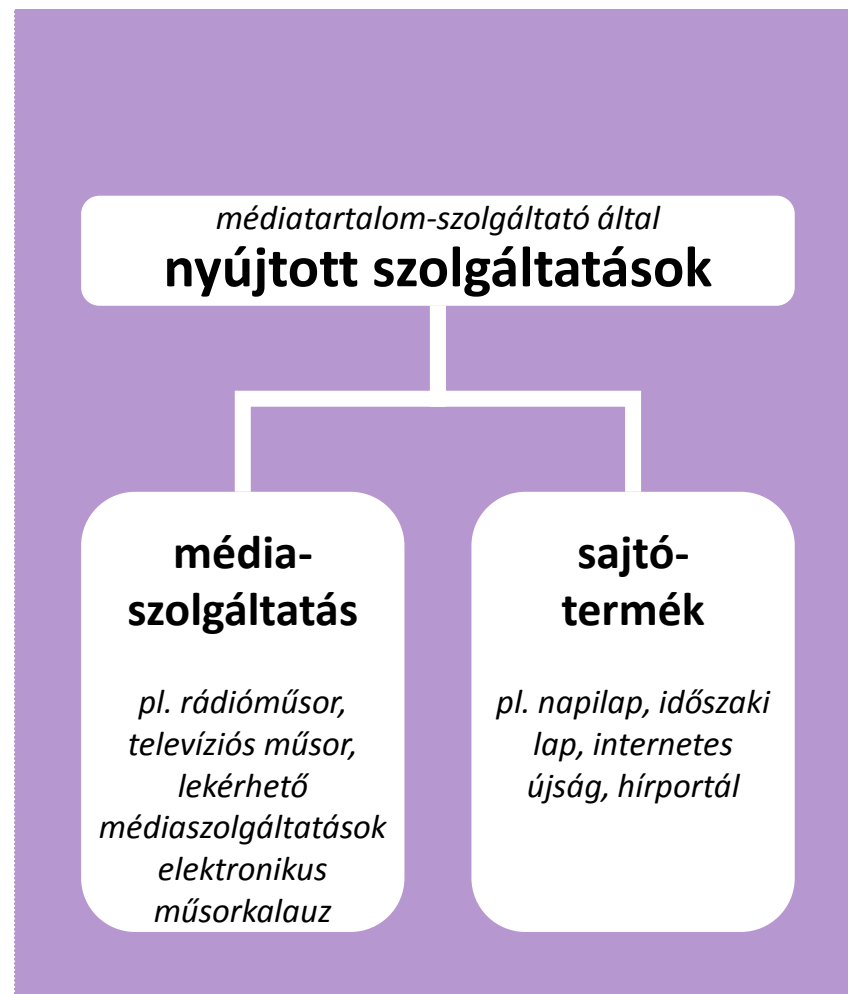 médiatartalom-szolgáltató által
nyújtott szolgáltatások
média-
szolgáltatás
pl. rádióműsor,
televíziós műsor,
lekérhető
médiaszolgáltatások
elektronikus
műsorkalauz
sajtó-
termék
pl. napilap, időszaki
lap, internetes
újság, hírportál